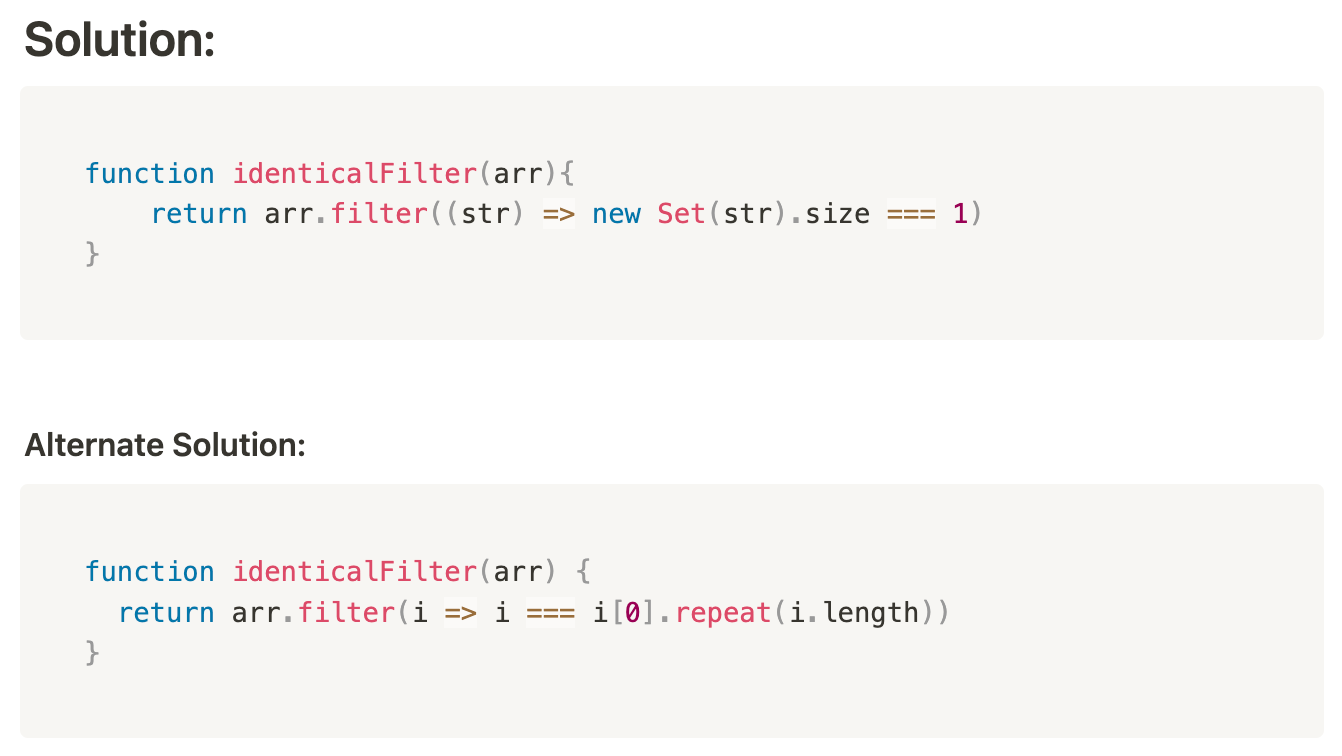 Solution:
function identicalFilter(arr){
    return arr.filter((str) => new Set(str).size === 1)
}
Alternate Solution:
function identicalFilter(arr) {
  return arr.filter(i => i === i[0].repeat(i.length))
}